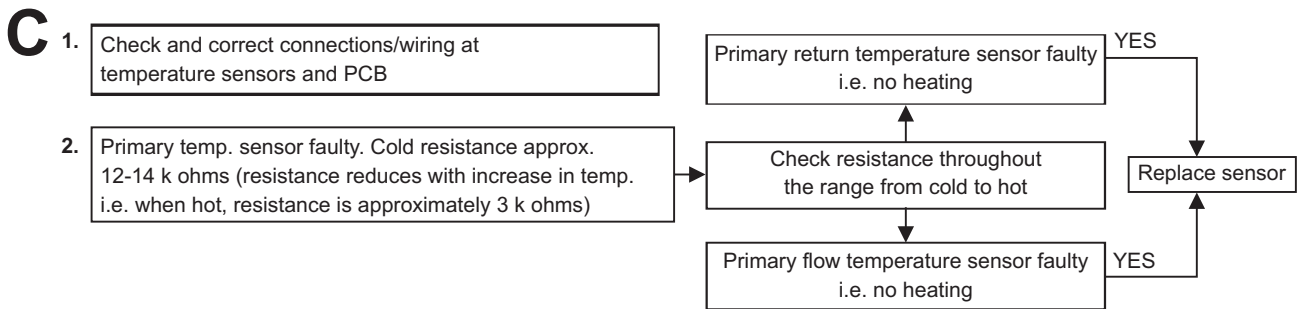 C
1. Check and correct connections/wiring at
temperature sensors and PCB
2. Primary temp. sensor faulty. Cold resistance approx.
12-14 k ohms (resistance reduces with increase in temp.
i.e. when hot, resistance is approximately 3 k ohms)
Primary return temperature sensor faulty
i.e. no heating
YES
Check resistance throughout
the range from cold to hot
Replace sensor
Primary flow temperature sensor faulty
i.e. no heating
YES